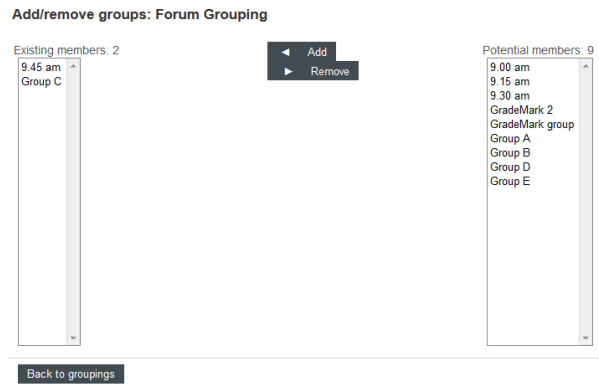 Add/remove groups: Forum Grouping
Existing members: 2
9.45 am
Group C
Add
Remove
Potential members: 9
9.00 am
9.15 am
9.30 am
GradeMark 2
GradeMark group
Group A
Group B
Group D
Group E
Back to groupings